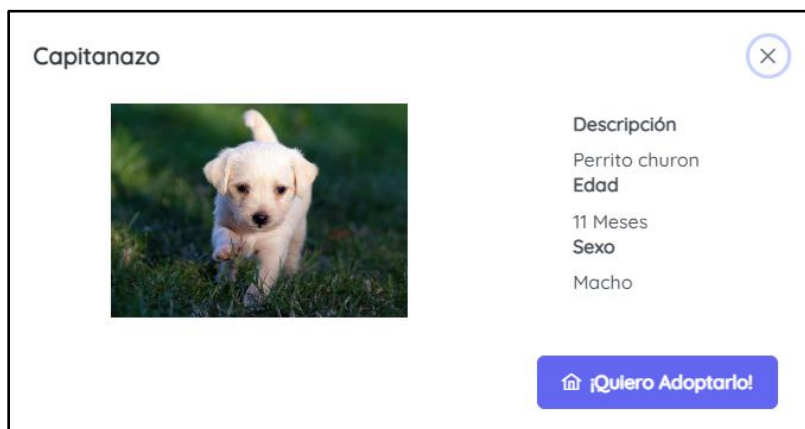 Capitanazo
Descripción
Perrito churon
Edad
11 Meses
Sexo
Macho
¡Quiero Adoptarlo!